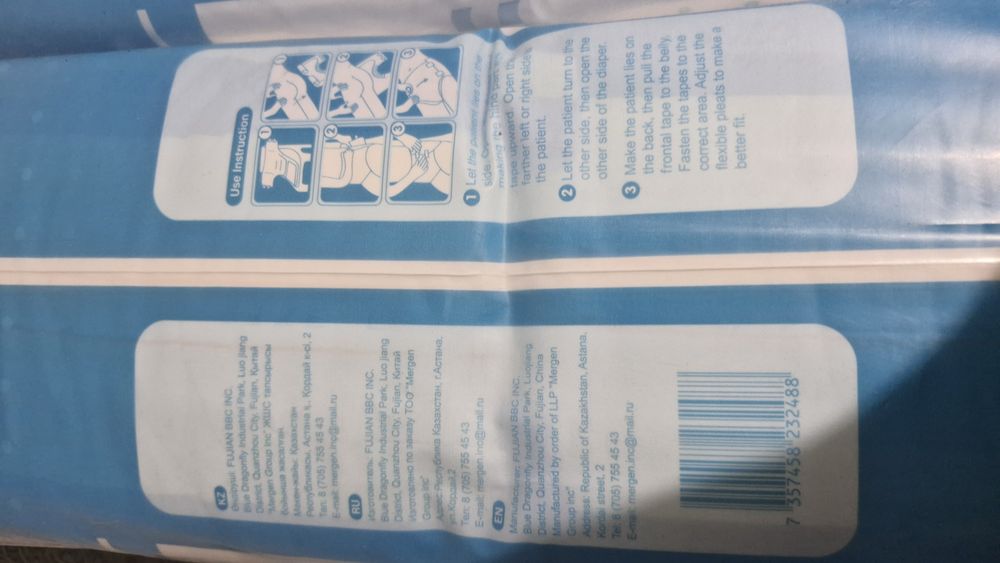 Use Instruction
1
2
3
1
2
3
1 Let the patient lies on the
side,
making the
tape upward. Open the
farther left or right side
the patient.
2 Let the patient turn to the
other side, then open the
other side of the diaper.
3 Make the patient lies on
the back, then pull the
frontal tape to the belly,
Fasten the tapes to the
correct area. Adjust the
flexible pleats to make a
better fit.
KZ
Өндіруші: FUJIAN BBC INC.
Blue Dragonfly Industrial Park, Luo jiang
District, Quanzhou City, Fujian, Китай
"Mergen Group Inc" ЖШС тапсырысы
бойынша жасалған.
Мекенжайы: Казахстан
Республикасы, Астана қ., Кордай к-сі, 2
Тел: 8 (705) 755 45 43
E-mail: mergen.inc@mail.ru
RU
Изготовитель: FUJIAN BBC INC.
Blue Dragonfly Industrial Park, Luo jiang
District, Quanzhou City, Fujian, Китай
Изготовлено по заказу ТОО "Mergen
Group Inc"
Адрес: Республика Казахстан, г.Астана,
ул.Кордай,2
Тел: 8 (705) 755 45 43
E-mail: mergen.inc@mail.ru
EN
Manufacturer: FUJIAN BBC INC.
Blue Dragonfly Industrial Park, Luojiang
District, Quanzhou City, Fujian, China
Manufactured by order of LLP "Mergen
Group Inc"
Address: Republic of Kazakhstan, Astana,
Kordai street, 2
Tel: 8 (705) 755 45 43
E-mail: mergen.inc@mail.ru
7 357458 232488